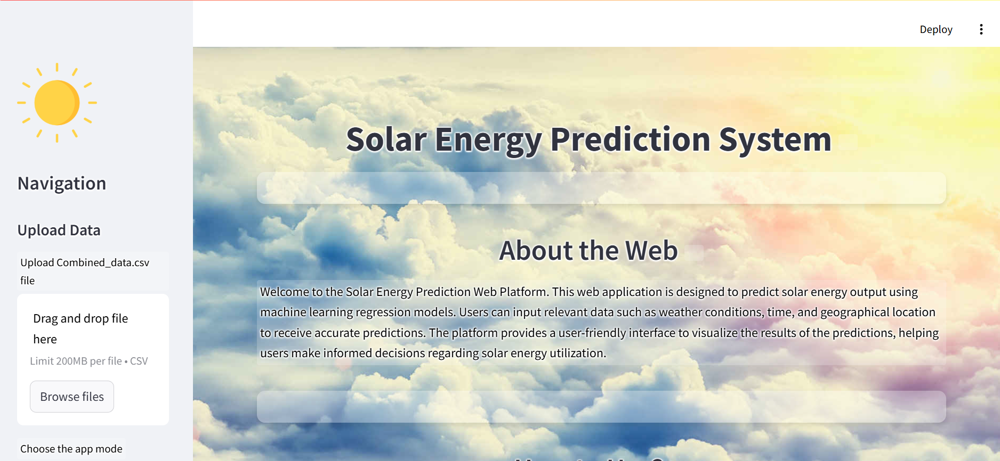 Deploy
Navigation
Upload Data
Upload Combined_data.csv
file
Drag and drop file
here
Limit 200MB per file • CSV
Browse files
Choose the app mode
Solar Energy Prediction System
About the Web
Welcome to the Solar Energy Prediction Web Platform. This web application is designed to predict solar energy output using
machine learning regression models. Users can input relevant data such as weather conditions, time, and geographical location
to receive accurate predictions. The platform provides a user-friendly interface to visualize the results of the predictions, helping
users make informed decisions regarding solar energy utilization.